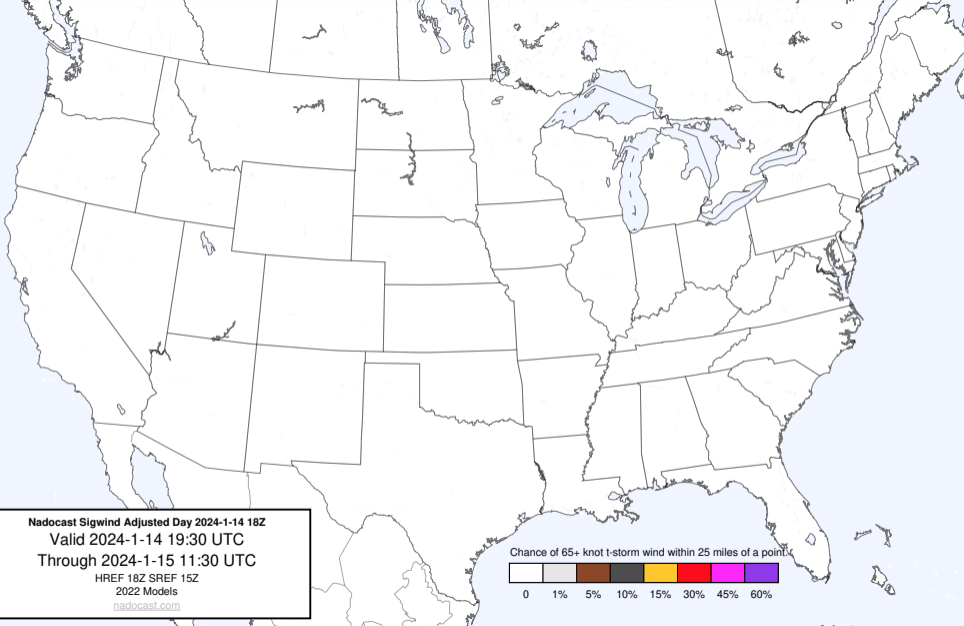 Nadocast Sigwind Adjusted Day 2024-1-14 18Z
Valid 2024-1-14 19:30 UTC
Through 2024-1-15 11:30 UTC
HREF 18Z SREF 15Z
2022 Models
nadocast.com
Chance of 65+ knot t-storm wind within 25 miles of a point.
0 1% 5% 10% 15% 30% 45% 60%